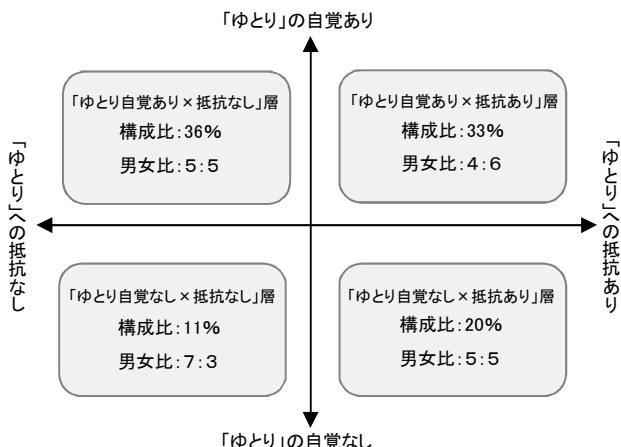 「ゆとり」の自覚あり
「ゆとり自覚あり×抵抗なし」層
構成比:36%
男女比:5:5
「ゆとり自覚あり×抵抗あり」層
構成比:33%
男女比:4:6
「ゆとり」への抵抗なし
「ゆとり」への抵抗あり
「ゆとり自覚なし×抵抗なし」層
構成比:11%
男女比:7:3
「ゆとり自覚なし×抵抗あり」層
構成比:20%
男女比:5:5
「ゆとり」の自覚なし